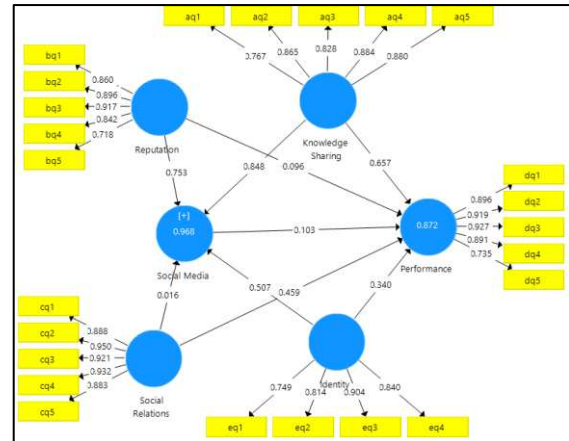 aq1 aq2 aq3 aq4 aq5
0.767 0.865 0.828 0.884 0.880
bq1
bq2
bq3
bq4
bq5
0.860
0.896
0.917
0.842
0.718
Reputation
Knowledge
Sharing
0.753
0.848
0.096
0.657
[+]
0.968
Social Media
0.103
0.872
Performance
0.896
0.919
0.927
0.891
0.735
dq1
dq2
dq3
dq4
dq5
0.016
0.507
0.459
0.340
cq1
cq2
cq3
cq4
cq5
0.888
0.950
0.921
0.932
0.883
Social
Relations
Identity
0.749 0.814 0.904 0.840
eq1 eq2 eq3 eq4